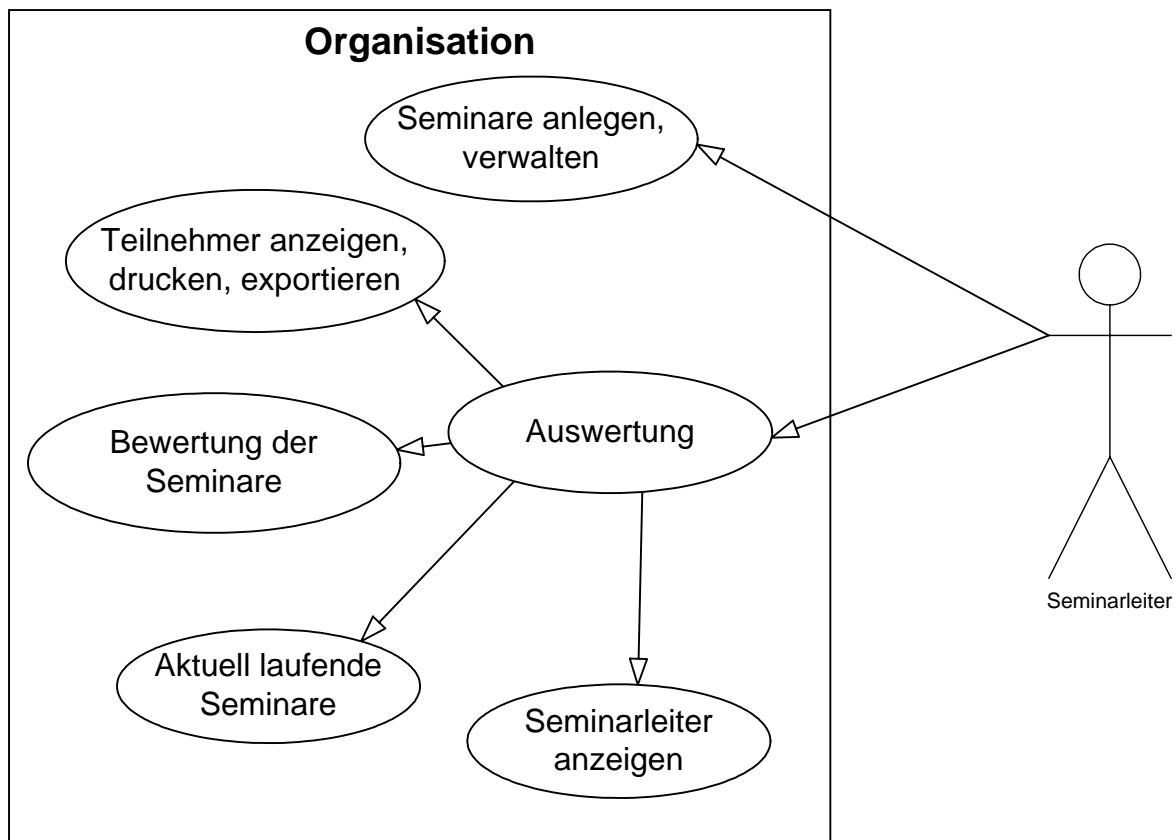 Organisation
Seminare anlegen,
verwalten
Teilnehmer anzeigen,
drucken, exportieren
Auswertung
Bewertung der
Seminare
Seminarleiter
Aktuell laufende
Seminare
Seminarleiter
anzeigen